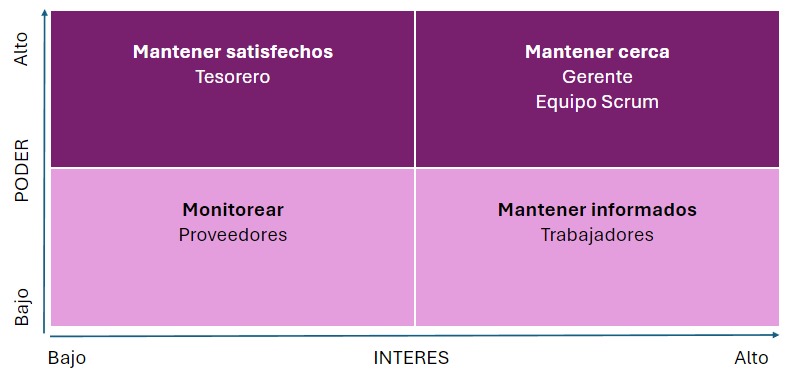 Alto
Mantener satisfechos
Tesorero
Mantener cerca
Gerente
Equipo Scrum
PODER
Monitorear
Proveedores
Mantener informados
Trabajadores
Bajo
Bajo
INTERES
Alto